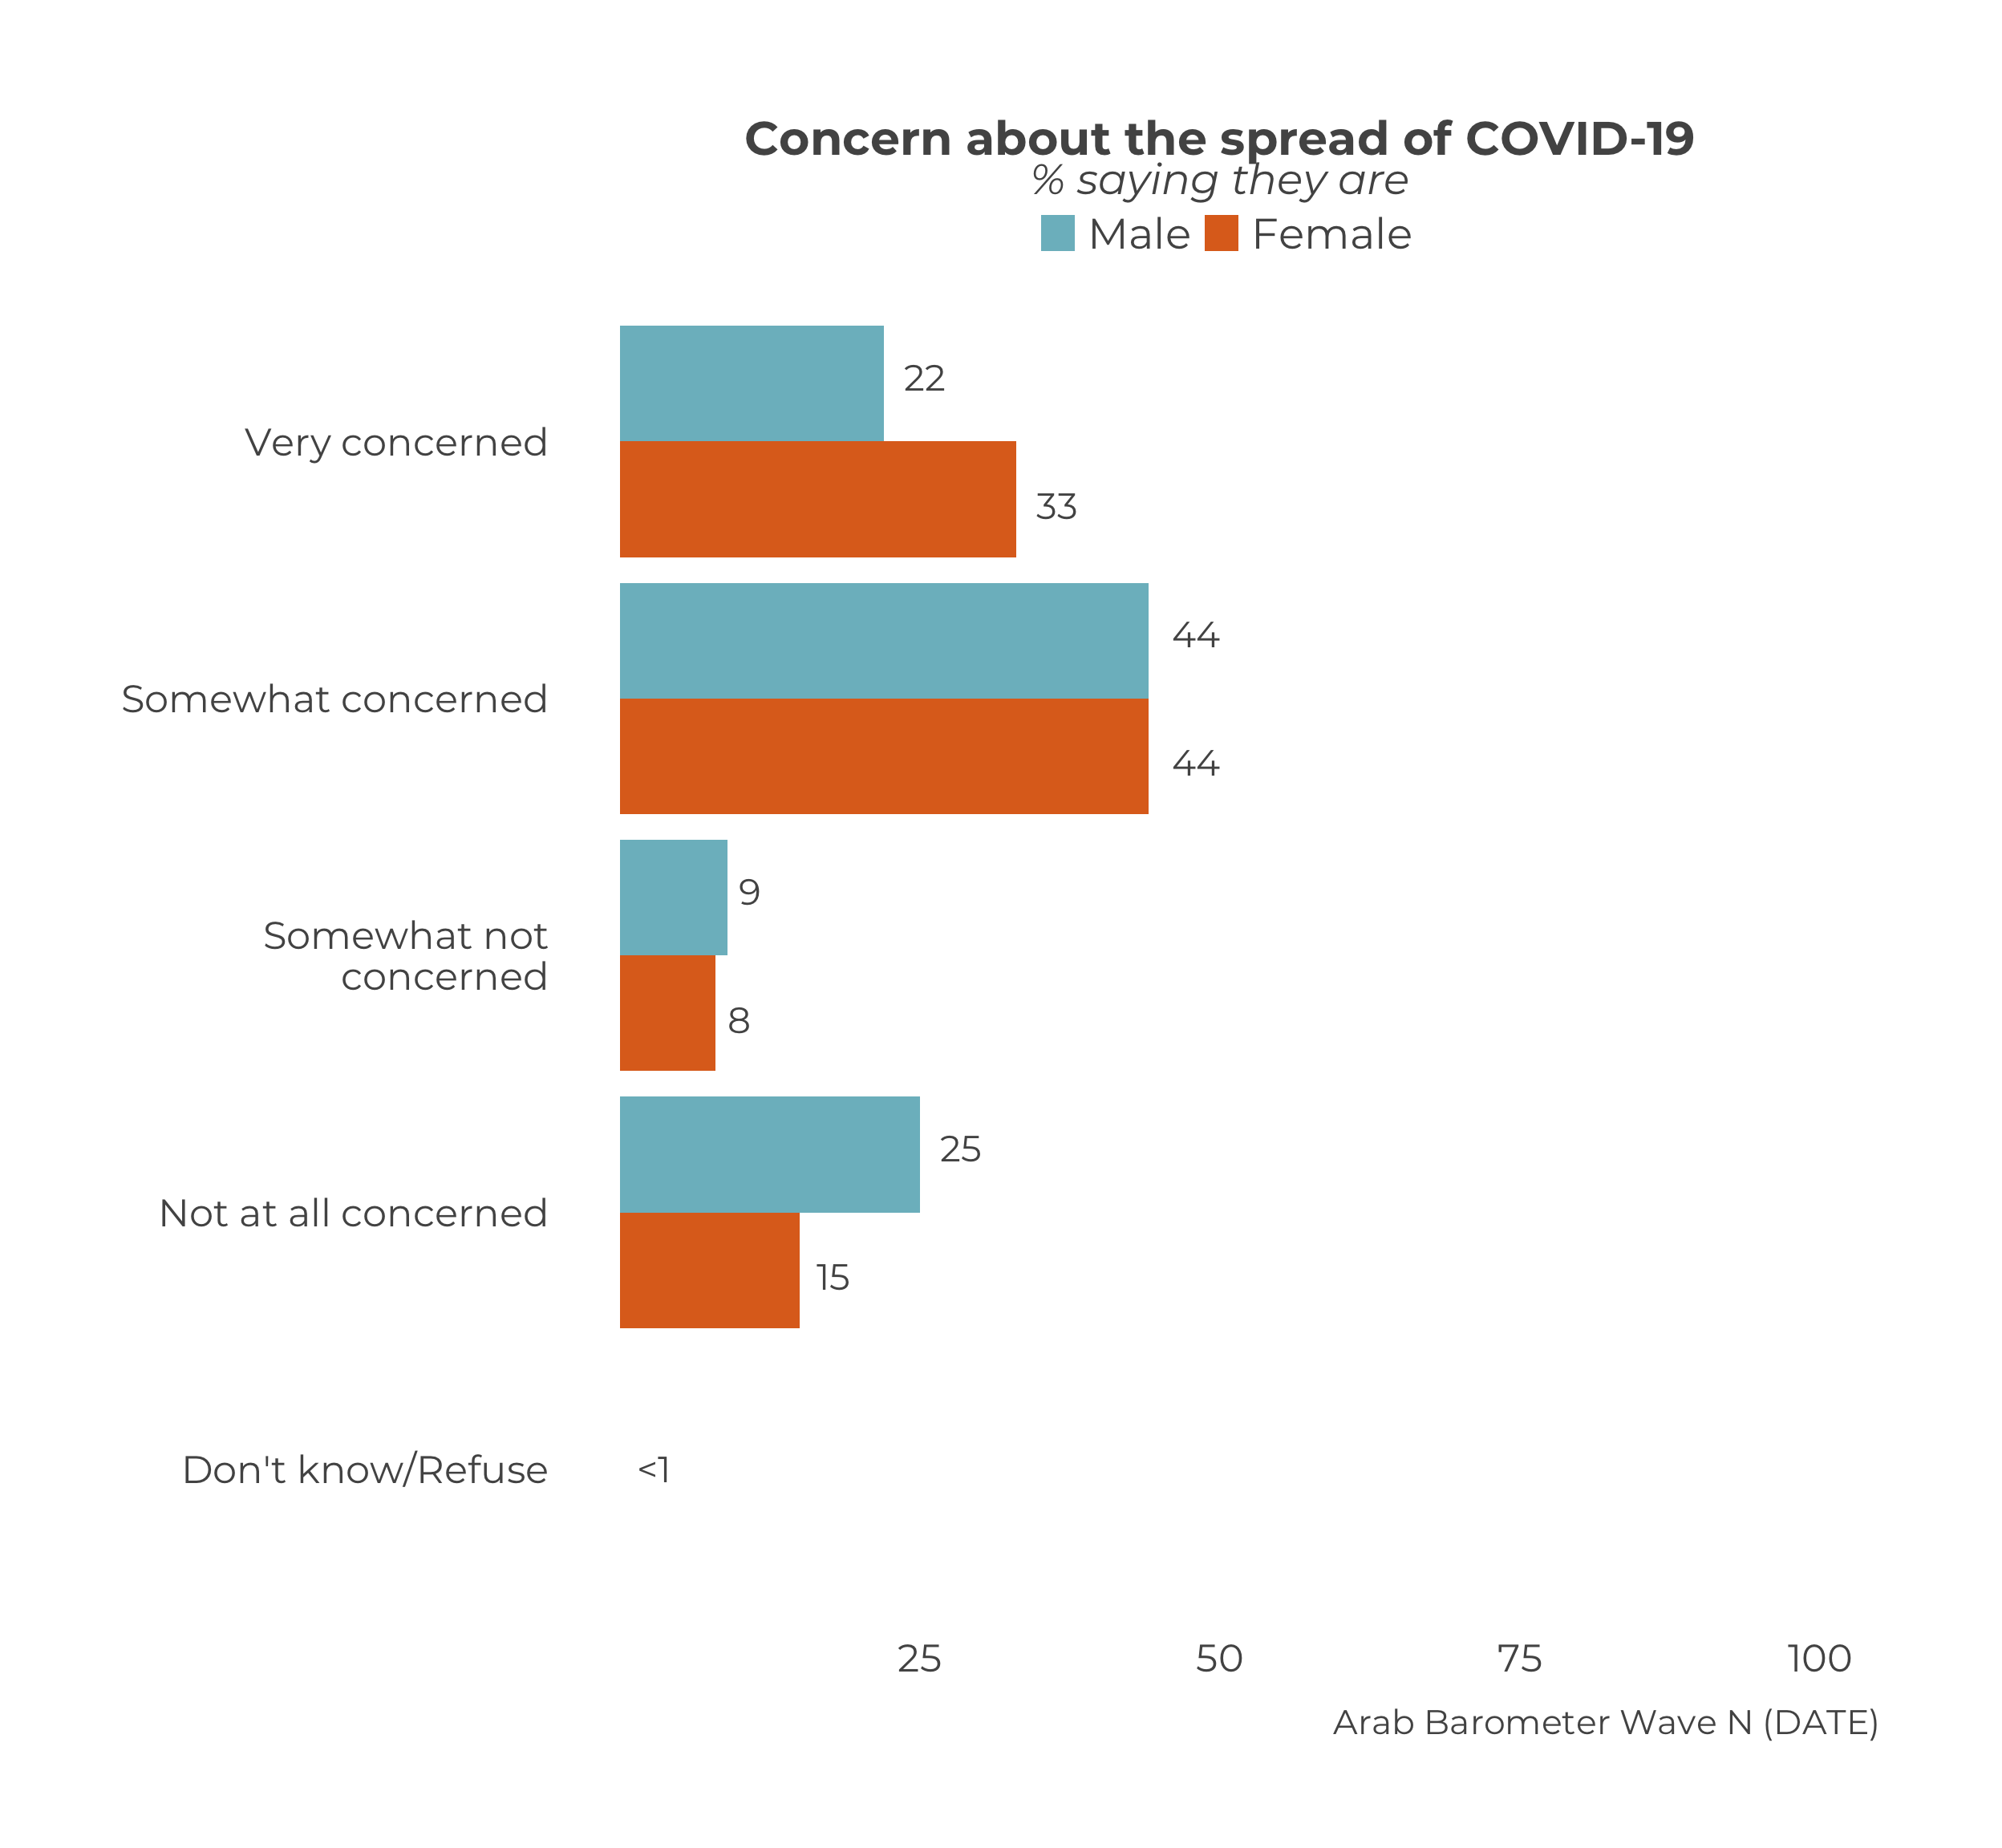 Concern about the spread of COVID-19
% saying they are
Male Female
Very concerned
22
33
Somewhat concerned
44
44
Somewhat not
concerned
9
8
Not at all concerned
25
15
Don't know/Refuse
<1
25 50 75 100
Arab Barometer Wave N (DATE)